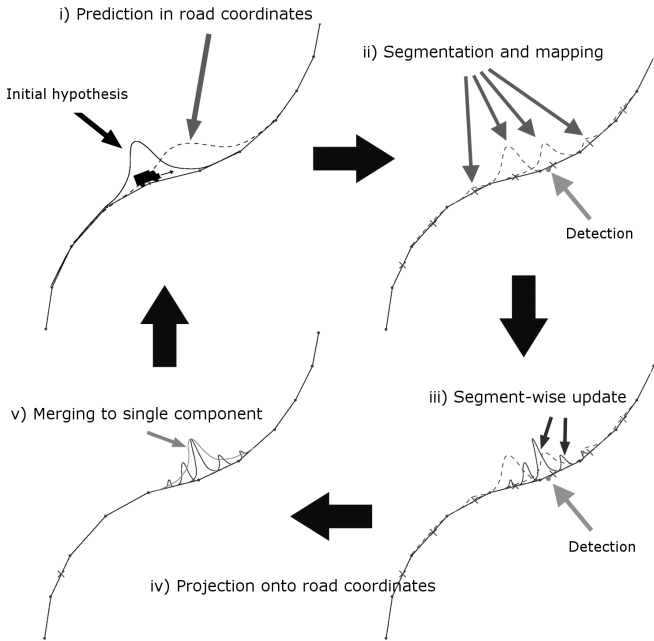 i) Prediction in road coordinates
Initial hypothesis
ii) Segmentation and mapping
Detection
iii) Segment-wise update
Detection
iv) Projection onto road coordinates
v) Merging to single component